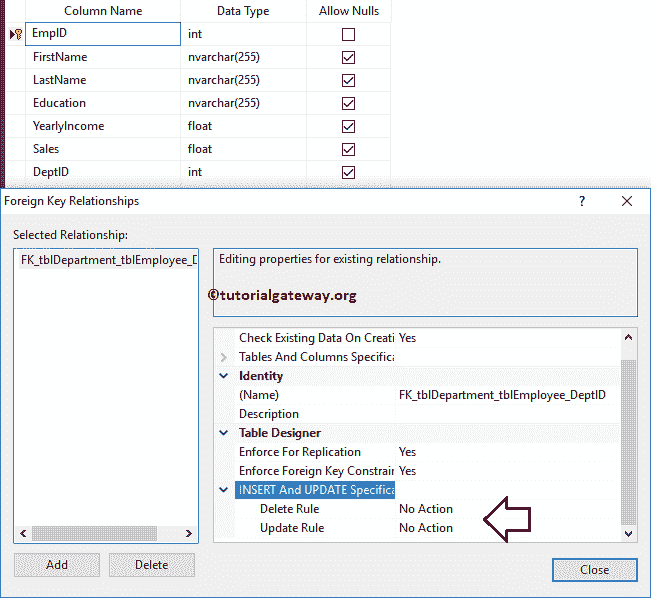 Column Name Data Type Allow Nulls
EmpID int
FirstName nvarchar(255)
LastName nvarchar(255)
Education nvarchar(255)
YearlyIncome float
Sales float
DeptID int
Foreign Key Relationships ?
Selected Relationship:
FK_tblDepartment_tblEmployee_D
Editing properties for existing relationship.
©tutorialgateway.org
Check Existing Data On Creati Yes
Tables And Columns Specifica
Identity
(Name) FK_tblDepartment_tblEmployee_DeptID
Description
Table Designer
Enforce For Replication Yes
Enforce Foreign Key Constrain Yes
INSERT And UPDATE Specifica
Delete Rule No Action
Update Rule No Action
Add Delete Close